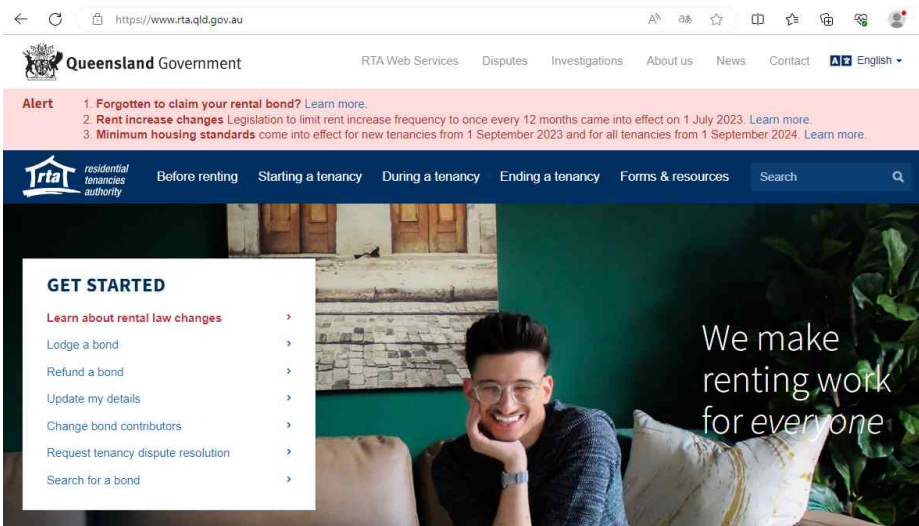 https://www.rta.qld.gov.au
Queensland Government
RTA Web Services Disputes Investigations About us News Contact English
Alert
1. Forgotten to claim your rental bond? Learn more.
2. Rent increase changes Legislation to limit rent increase frequency to once every 12 months came into effect on 1 July 2023. Learn more.
3. Minimum housing standards come into effect for new tenancies from 1 September 2023 and for all tenancies from 1 September 2024. Learn more.
rta residential
tenancies
authority
Before renting Starting a tenancy During a tenancy Ending a tenancy Forms & resources Search
GET STARTED
Learn about rental law changes
Lodge a bond
Refund a bond
Update my details
Change bond contributors
Request tenancy dispute resolution
Search for a bond
We make
renting work
for everyone